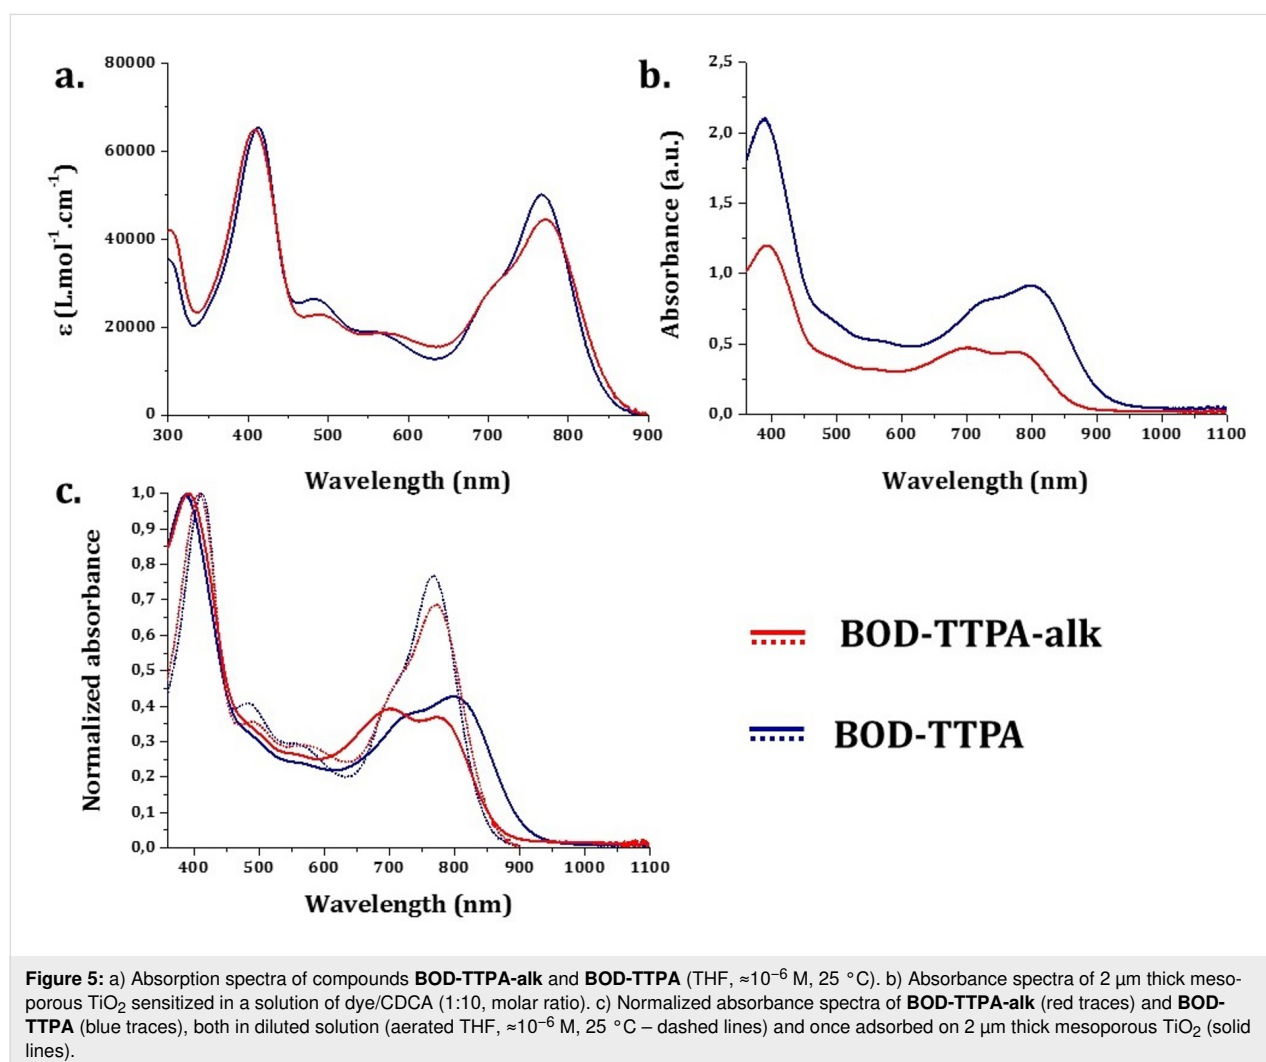 a.
80000
60000
40000
20000
0
ε (L.mol⁻¹.cm⁻¹)
300 400 500 600 700 800 900
Wavelength (nm)
b.
2,5
2,0
1,5
1,0
0,5
0,0
Absorbance (a.u.)
400 500 600 700 800 900 1000 1100
Wavelength (nm)
c.
1,0
0,9
0,8
0,7
0,6
0,5
0,4
0,3
0,2
0,1
0,0
Normalized absorbance
400 500 600 700 800 900 1000 1100
Wavelength (nm)
BOD-TTPA-alk
BOD-TTPA
Figure 5: a) Absorption spectra of compounds BOD-TTPA-alk and BOD-TTPA (THF, ≈10⁻⁶ M, 25 °C). b) Absorbance spectra of 2 μm thick meso-
porous TiO₂ sensitized in a solution of dye/CDCA (1:10, molar ratio). c) Normalized absorbance spectra of BOD-TTPA-alk (red traces) and BOD-
TTPA (blue traces), both in diluted solution (aerated THF, ≈10⁻⁶ M, 25 °C – dashed lines) and once adsorbed on 2 μm thick mesoporous TiO₂ (solid
lines).